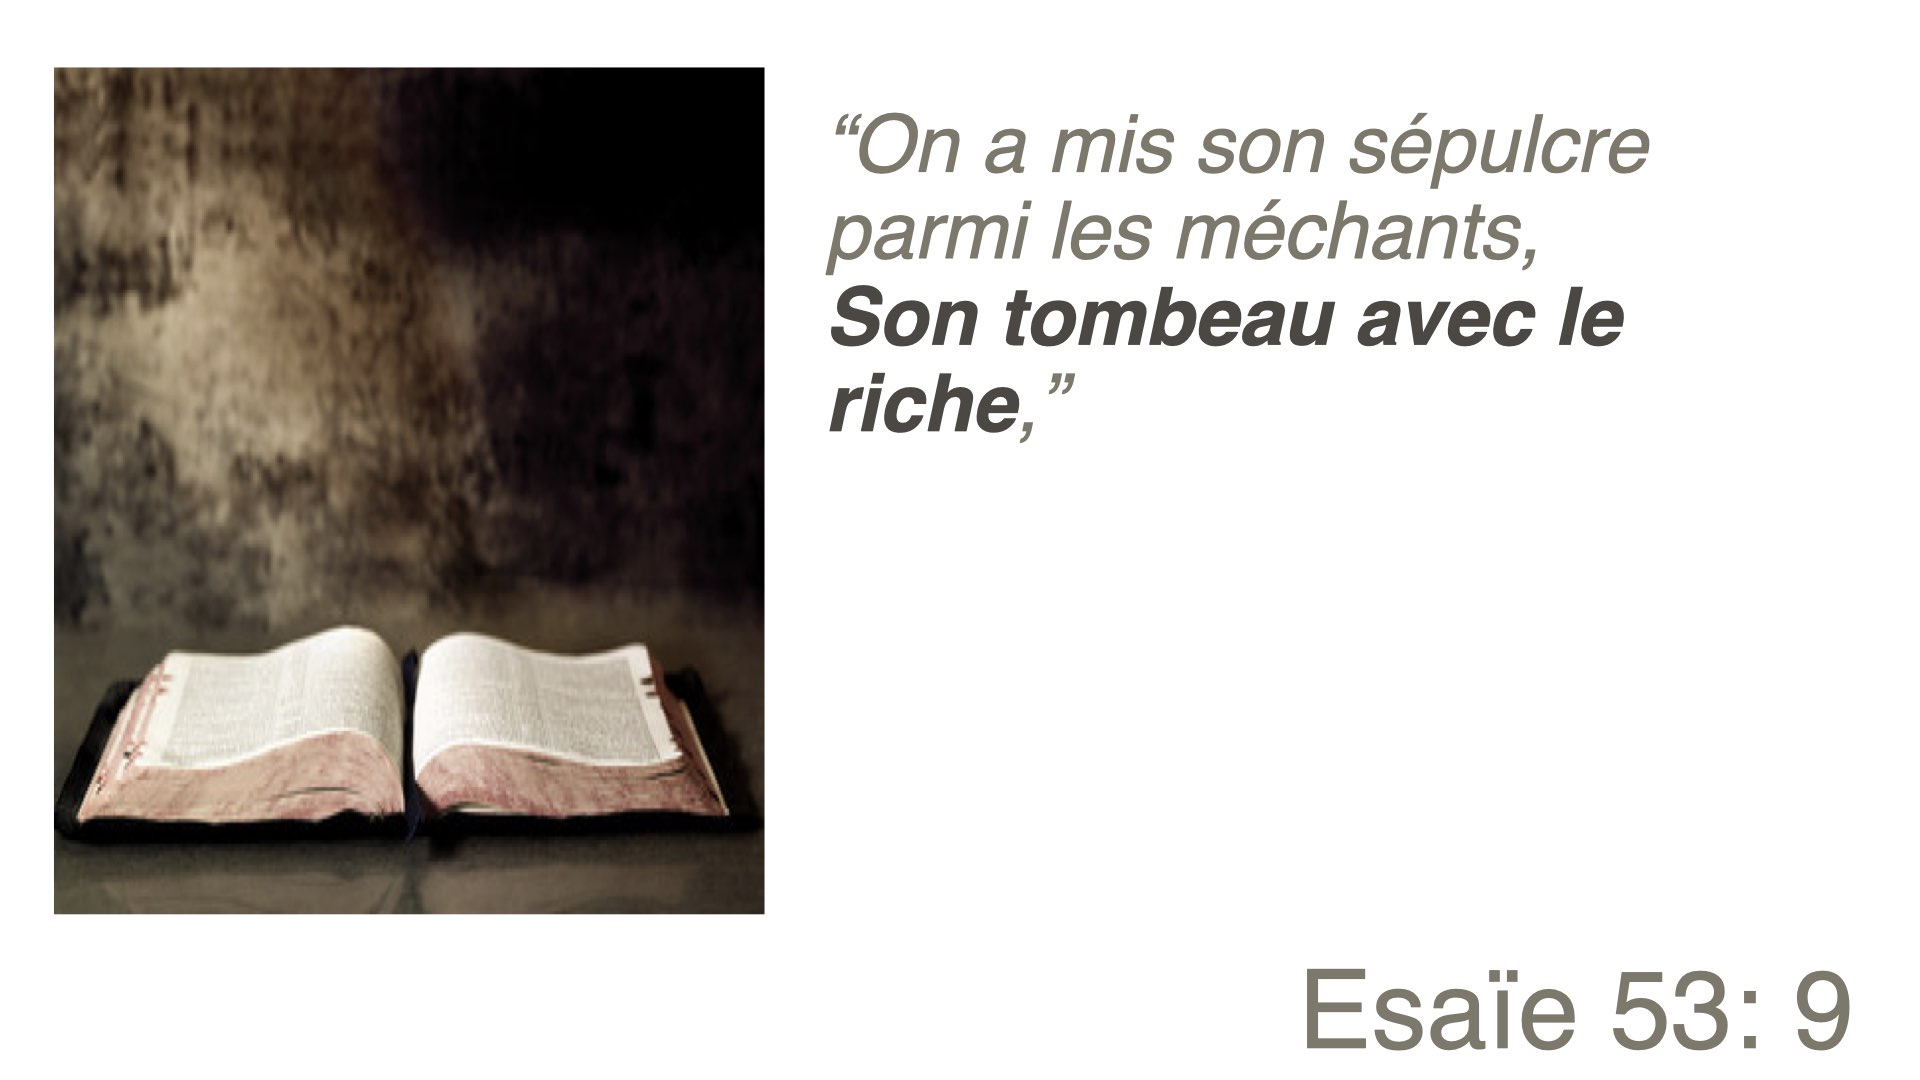 “On a mis son sépulcre
parmi les méchants,
Son tombeau avec le
riche,”
Esaïe 53: 9